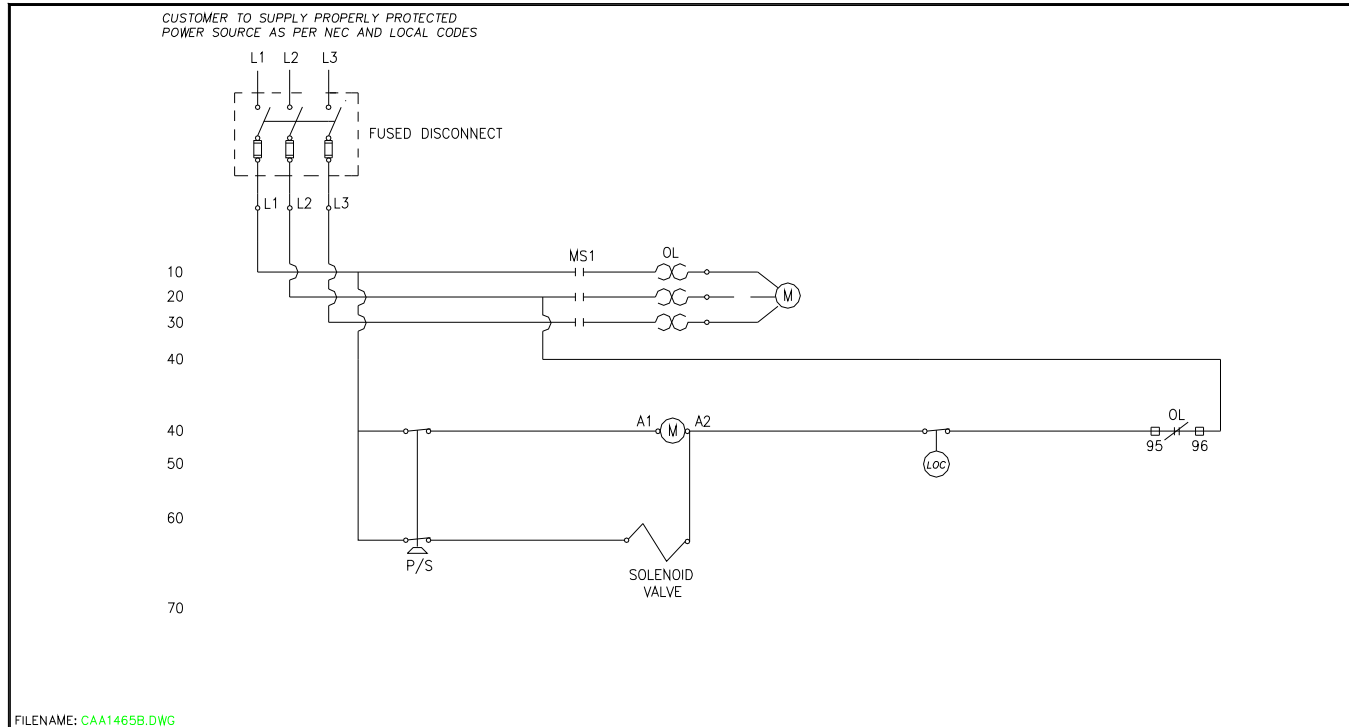 CUSTOMER TO SUPPLY PROPERLY PROTECTED
POWER SOURCE AS PER NEC AND LOCAL CODES
L1 L2 L3
FUSED DISCONNECT
L1 L2 L3
MS1 OL
10
20 M
30
40
40 A1 M A2 OL
95 96
50 LOC
60
P/S
SOLENOID
VALVE
70
FILENAME: CAA1465B.DWG